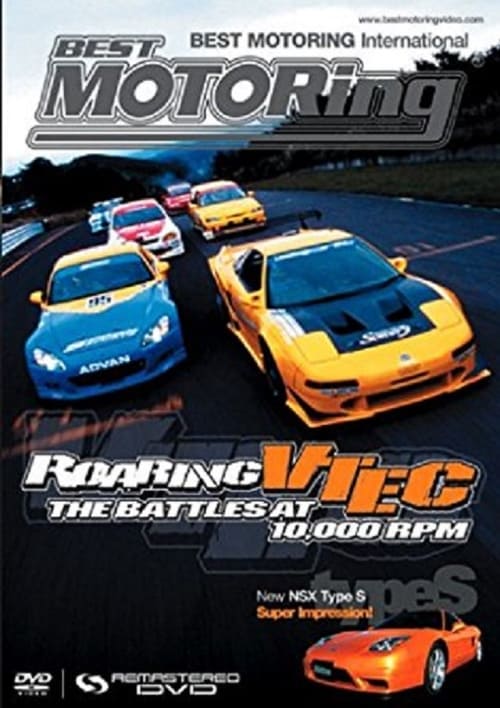 www.bestmotoringvideo.com
BEST MOTORING International
BEST
MOTORing
ADVAN
ROARING VTEC
THE BATTLES AT
10,000 RPM
typeS
New NSX Type S
Super Impression!
DVD
VIDEO
REMASTERED
DVD